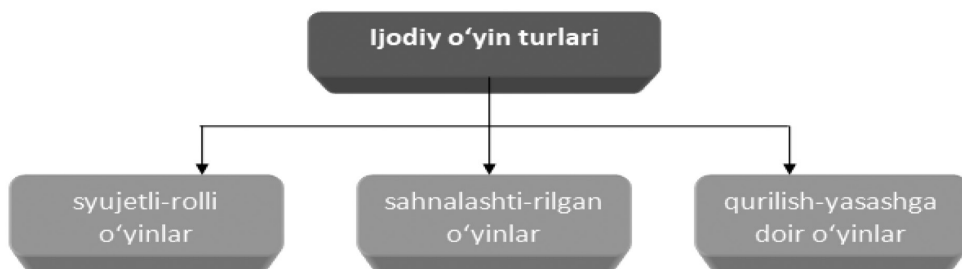 Ijodiy o‘yin turlari
syujetli-rolli
o‘yinlar
sahnalashti-rilgan
o‘yinlar
qurilish-yasashga
doir o‘yinlar